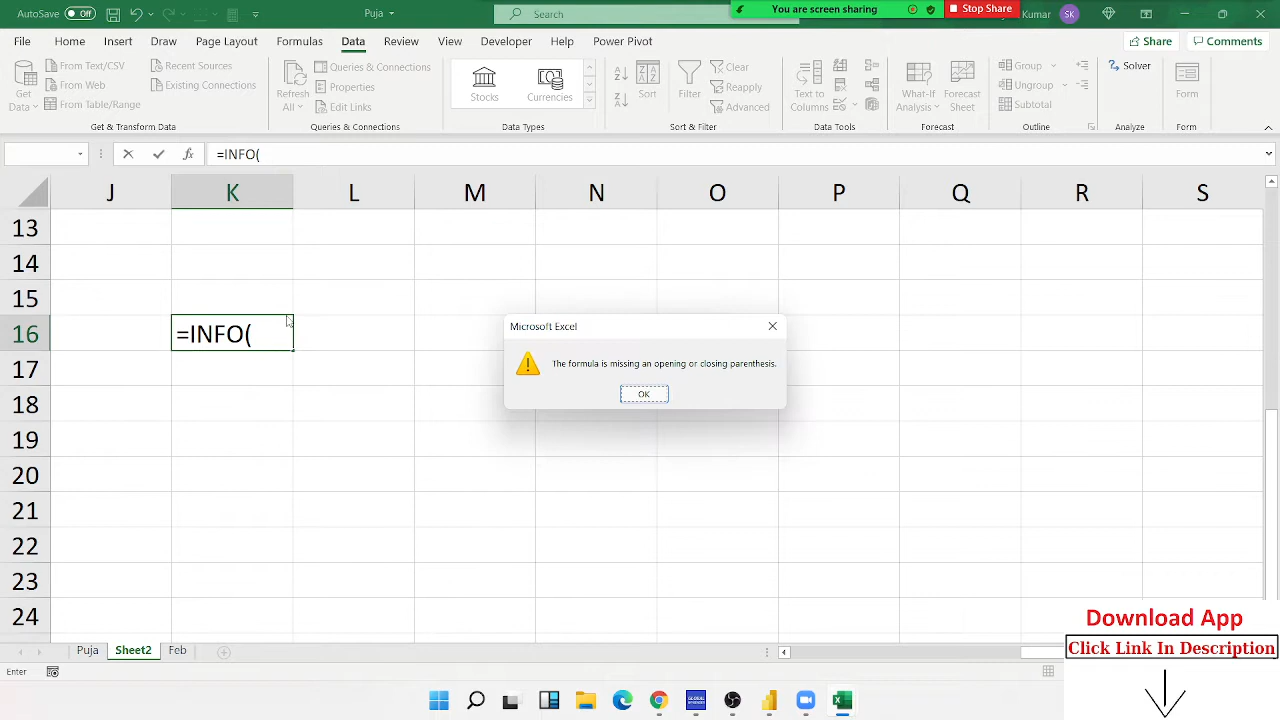 AutoSave Off Puja Search You are screen sharing Stop Share Kumar SK
File Home Insert Draw Page Layout Formulas Data Review View Developer Help Power Pivot Share Comments
Get Data
From Text/CSV
From Web
From Table/Range
Recent Sources
Existing Connections
Get & Transform Data
Refresh All
Queries & Connections
Properties
Edit Links
Queries & Connections
Stocks Currencies
Data Types
Sort
Filter
Clear
Reapply
Advanced
Sort & Filter
Text to Columns
Data Tools
What-If Analysis
Forecast Sheet
Forecast
Group
Ungroup
Subtotal
Outline
Solver
Analyze
Form
Form
fx =INFO(
J K L M N O P Q R S
13
14
15
16 =INFO(
17
18
19
20
21
22
23
24
Microsoft Excel
The formula is missing an opening or closing parenthesis.
OK
Download App
Click Link In Description
Puja Sheet2 Feb
Enter